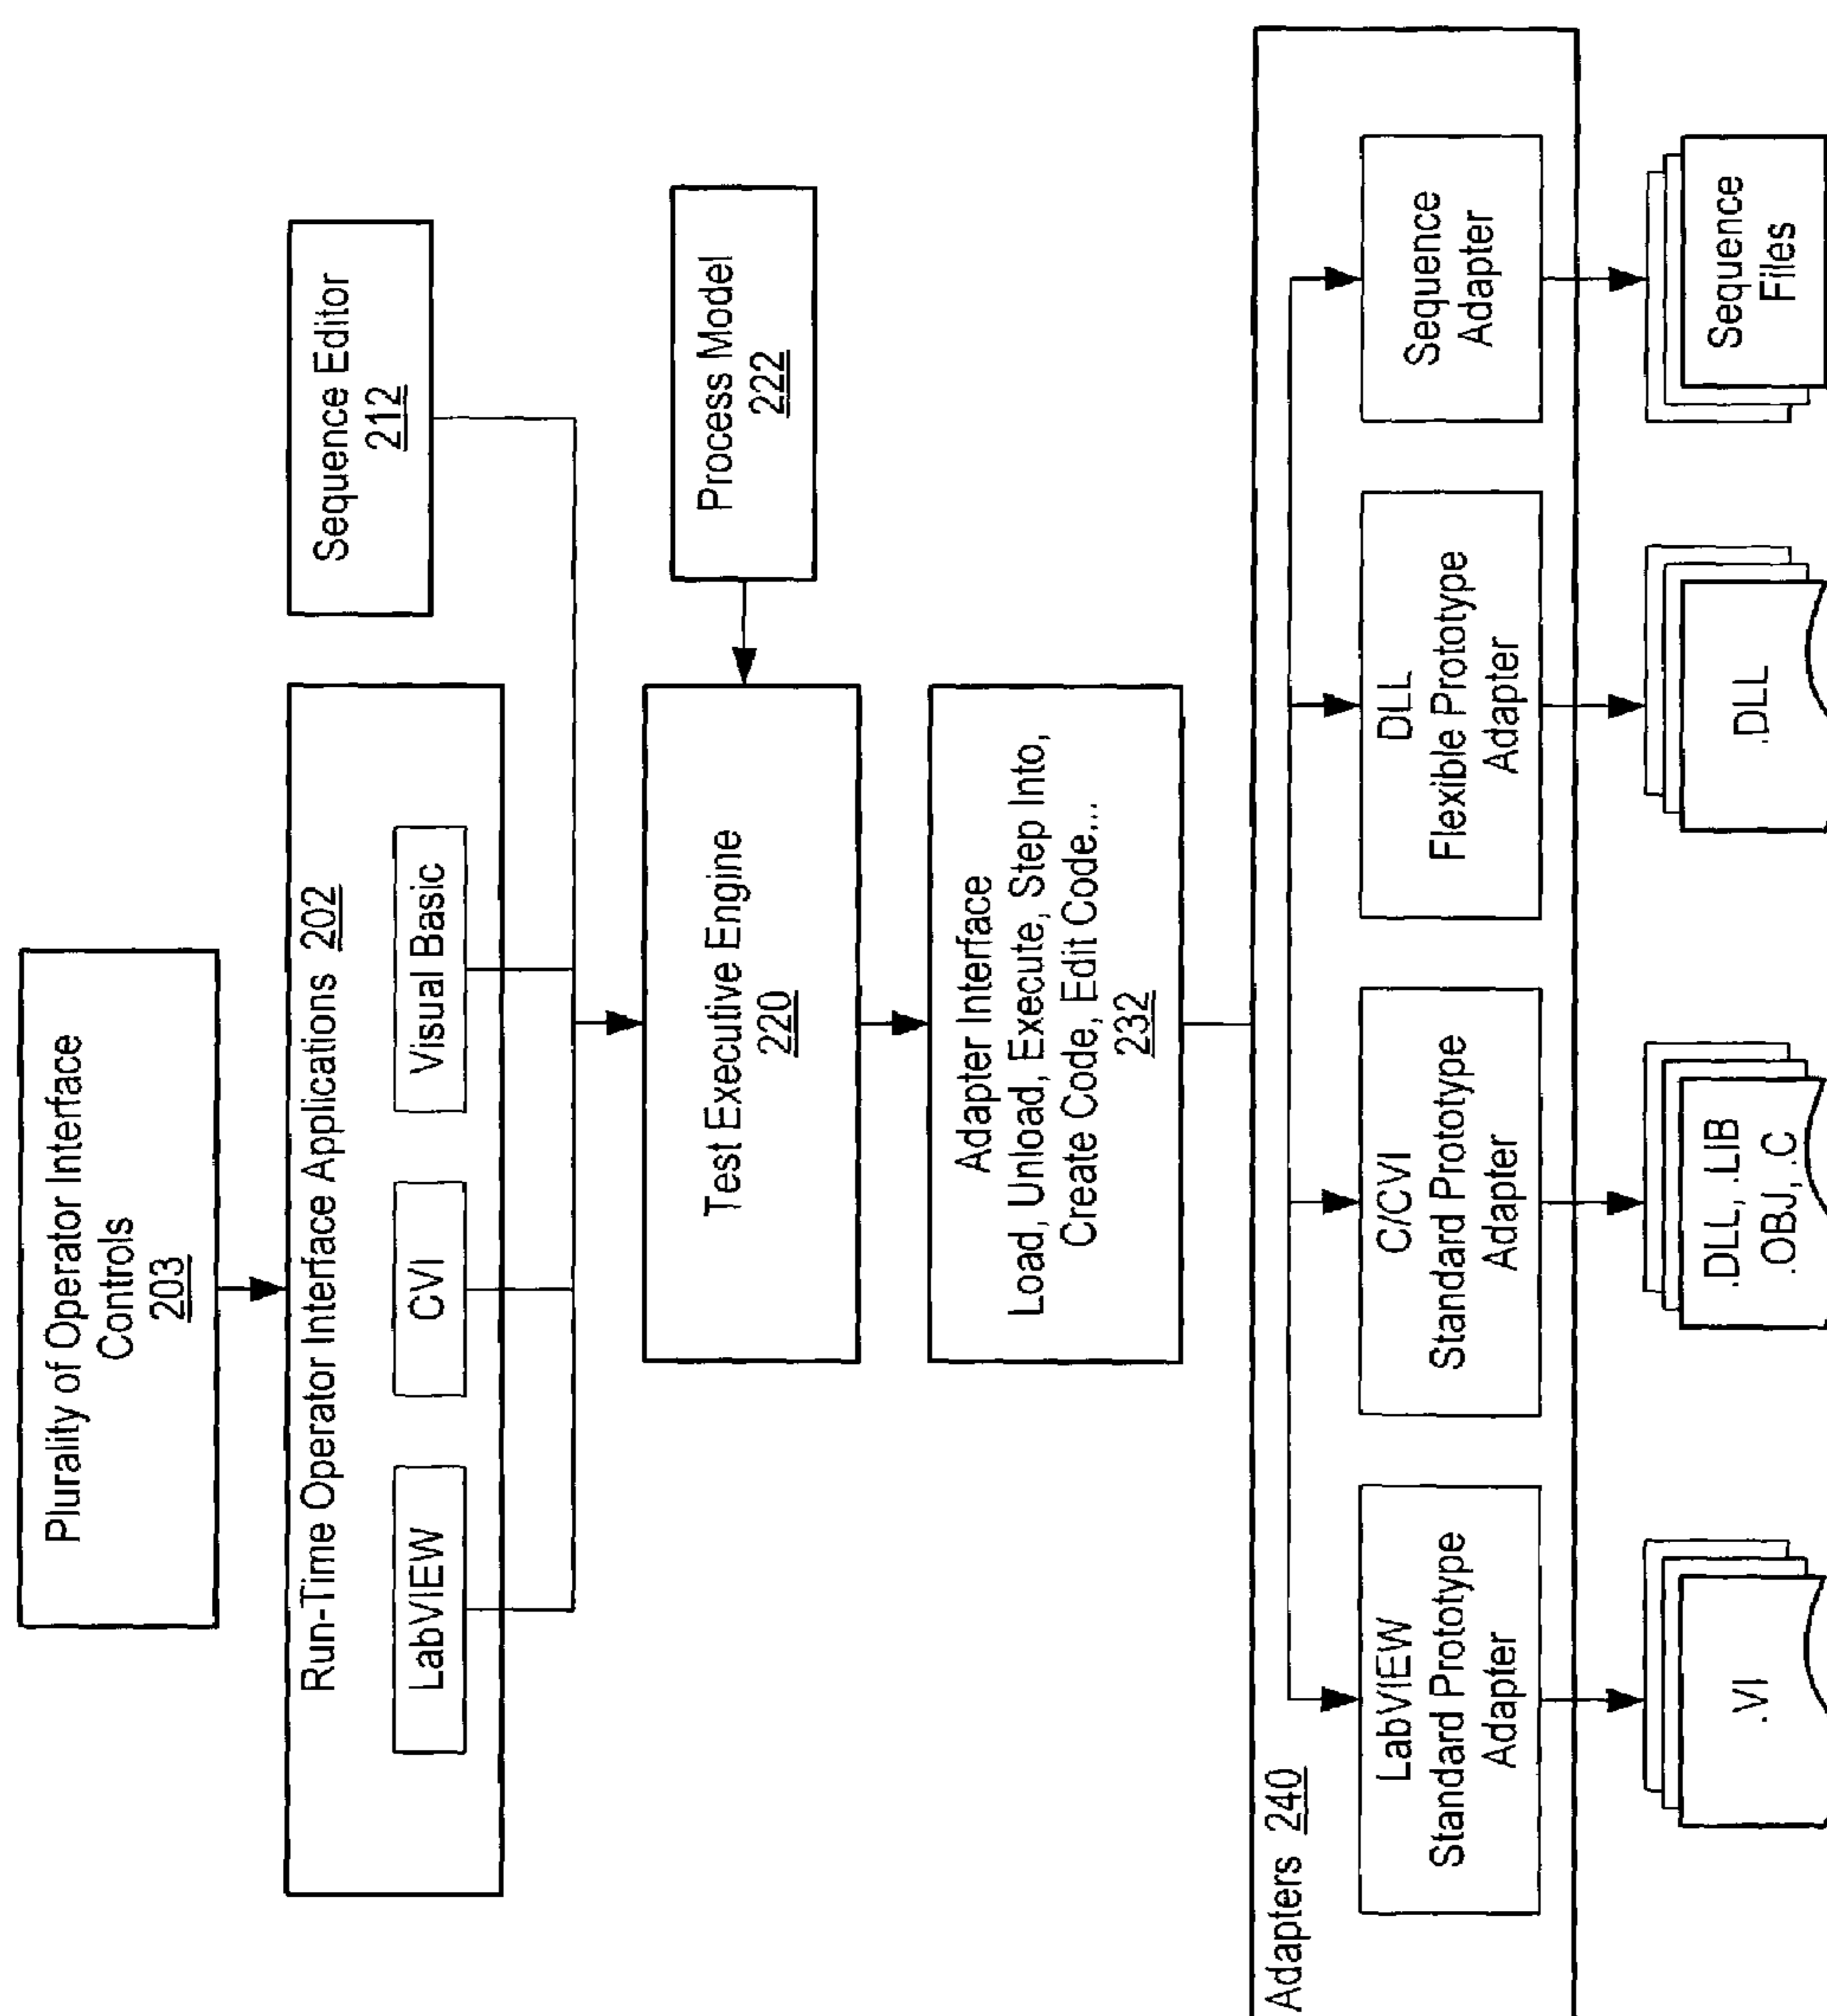 Plurality of Operator Interface
Controls
203
Run-Time Operator Interface Applications 202
LabVIEW
CVI
Visual Basic
Sequence Editor
212
Test Executive Engine
220
Process Model
222
Adapter Interface
Load, Unload, Execute, Step Into,
Create Code, Edit Code...
232
Adapters 240
LabVIEW
Standard Prototype
Adapter
C/CVI
Standard Prototype
Adapter
DLL
Flexible Prototype
Adapter
Sequence
Adapter
.VI
.DLL, .LIB
.OBJ, .C
.DLL
Sequence
Files